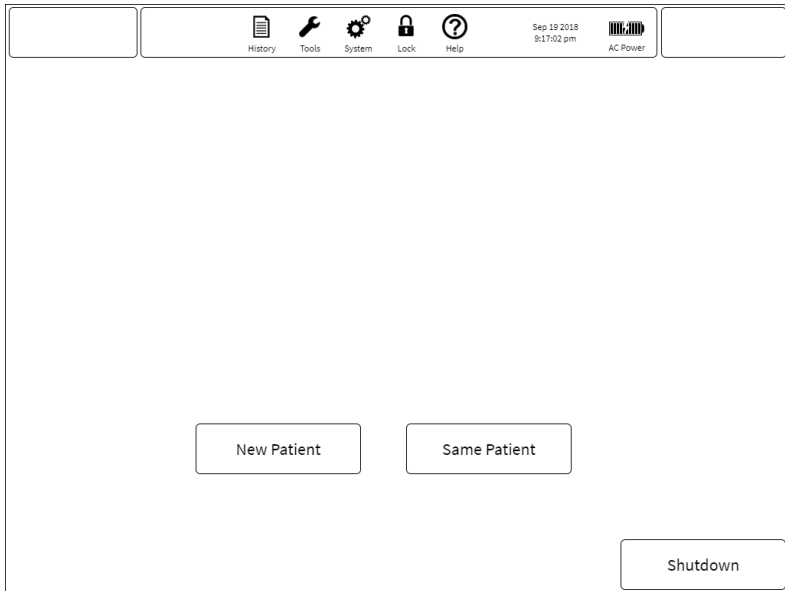 History Tools System Lock Help
Sep 19 2018
9:17:02 pm
AC Power
New Patient Same Patient
Shutdown